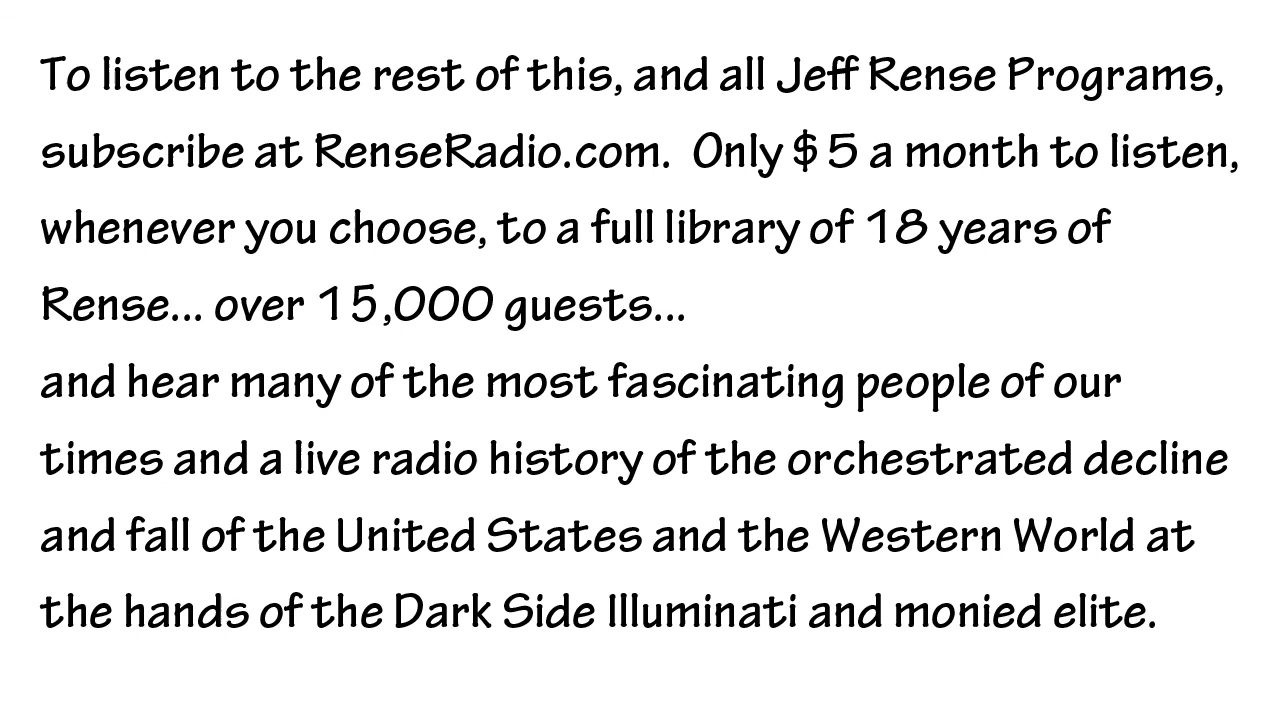 To listen to the rest of this, and all Jeff Rense Programs,
subscribe at RenseRadio.com.  Only $5 a month to listen,
whenever you choose, to a full library of 18 years of
Rense... over 15,000 guests...
and hear many of the most fascinating people of our
times and a live radio history of the orchestrated decline
and fall of the United States and the Western World at
the hands of the Dark Side Illuminati and monied elite.